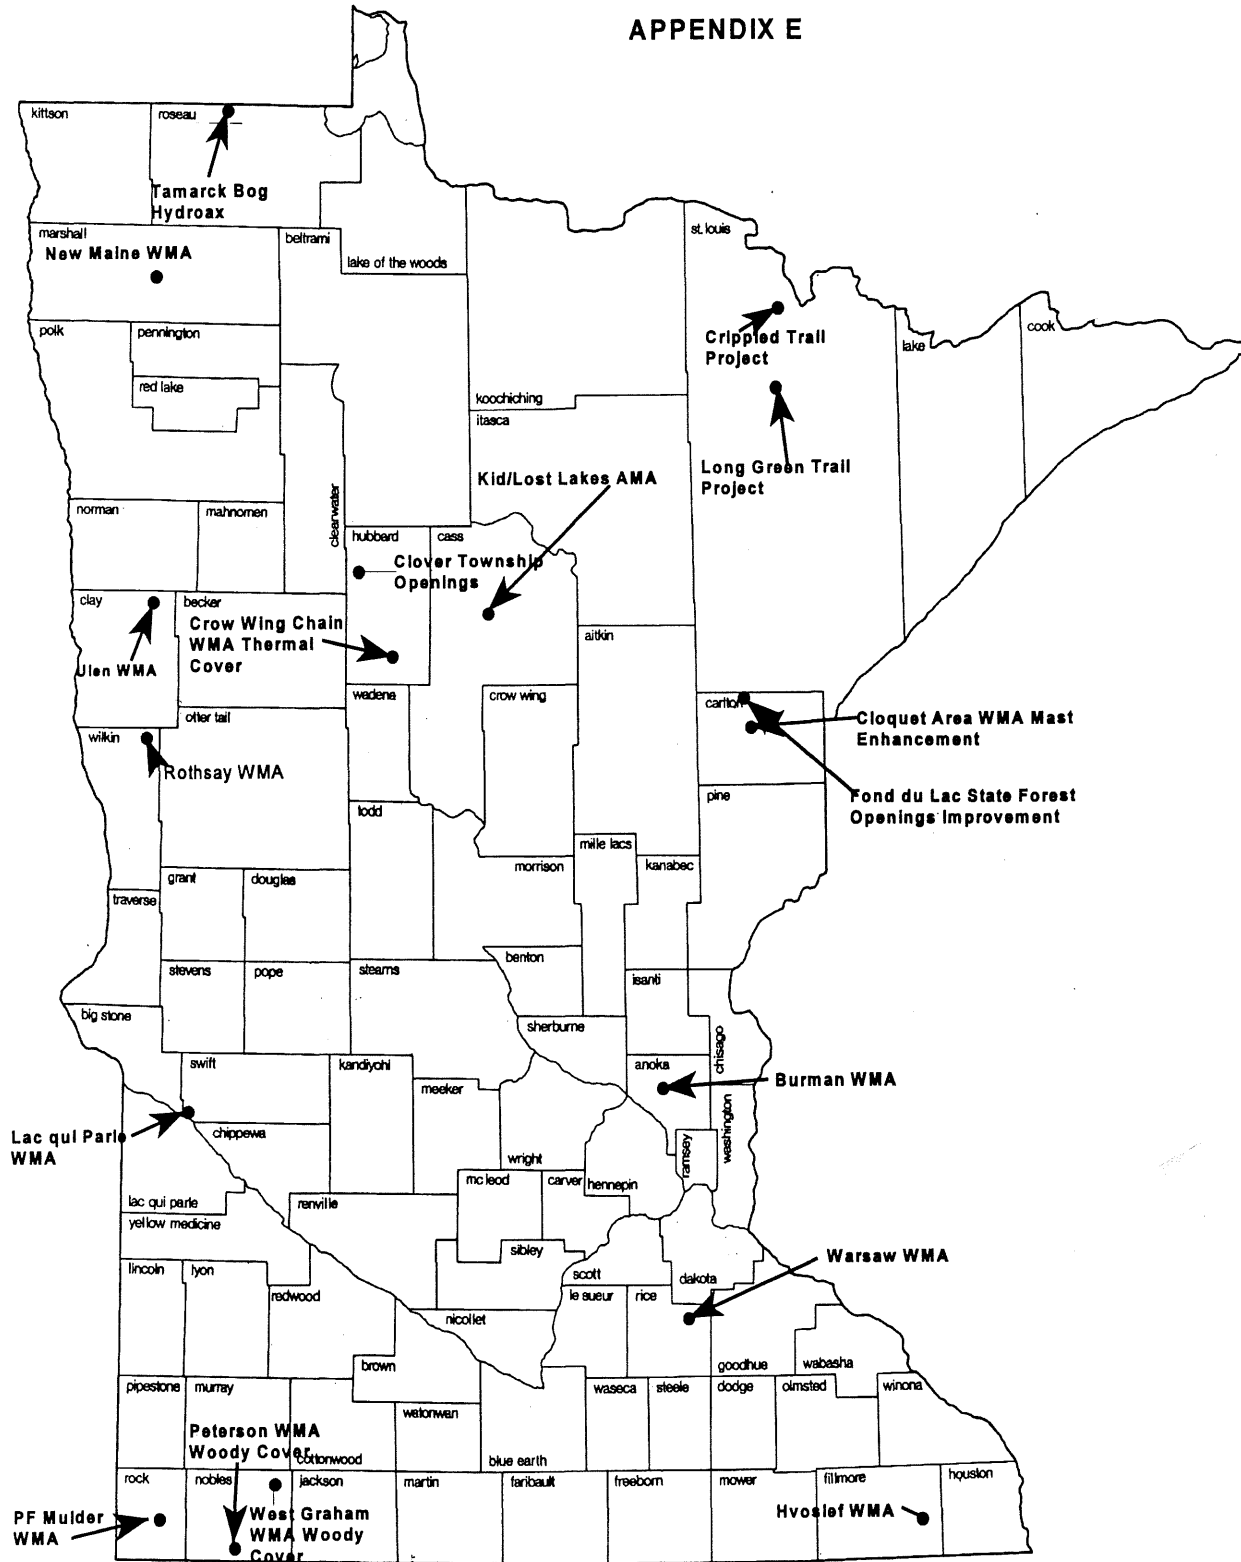 APPENDIX E
kittson
roseau
Tamarck Bog
Hydroax
marshall
New Maine WMA
beltrami
lake of the woods
st. louis
polk
pennington
red lake
Crippled Trail
Project
lake
cook
koochiching
itasca
Long Green Trail
Project
Kid/Lost Lakes AMA
norman
mahnomen
clearwater
hubbard
cass
Clover Township
Openings
clay
becker
Crow Wing Chain
WMA Thermal
Cover
Ulen WMA
aitkin
wadena
crow wing
carlton
Cloquet Area WMA Mast
Enhancement
otter tail
wilkin
Rothsay WMA
Fond du Lac State Forest
Openings Improvement
pine
todd
mille lacs
morrison
kanabec
grant
douglas
traverse
benton
stevens
pope
stearns
isanti
big stone
sherburne
chisago
swift
kandiyohi
anoka
meeker
Burman WMA
washington
Lac qui Parle
WMA
chippewa
ramsey
wright
mc leod
carver
hennepin
lac qui parle
renville
yellow medicine
sibley
Warsaw WMA
lincoln
lyon
scott
dakota
redwood
le sueur
rice
nicollet
brown
goodhue
wabasha
pipestone
murray
waseca
steele
dodge
olmsted
winona
watonwan
Peterson WMA
Woody Cover
cottonwood
blue earth
rock
nobles
jackson
martin
faribault
freeborn
mower
fillmore
houston
PF Mulder
WMA
West Graham
WMA Woody
Cover
Hvoslef WMA